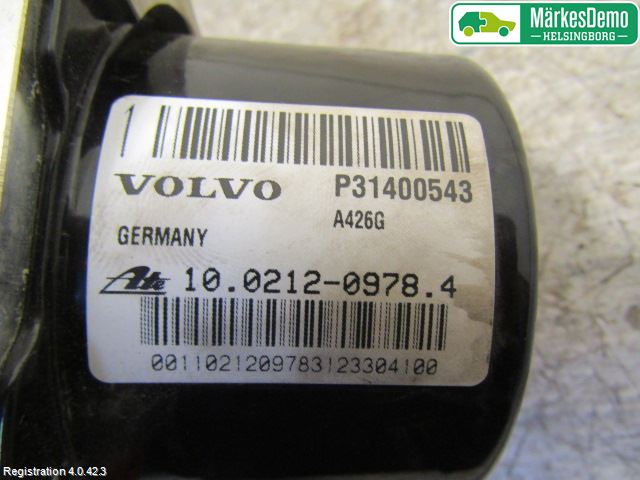 MärkesDemo
HELSINGBORG
1
VOLVO P31400543
A426G
GERMANY
Ate 10.0212-0978.4
0011021209783123304100
Registration 4.0.42.3